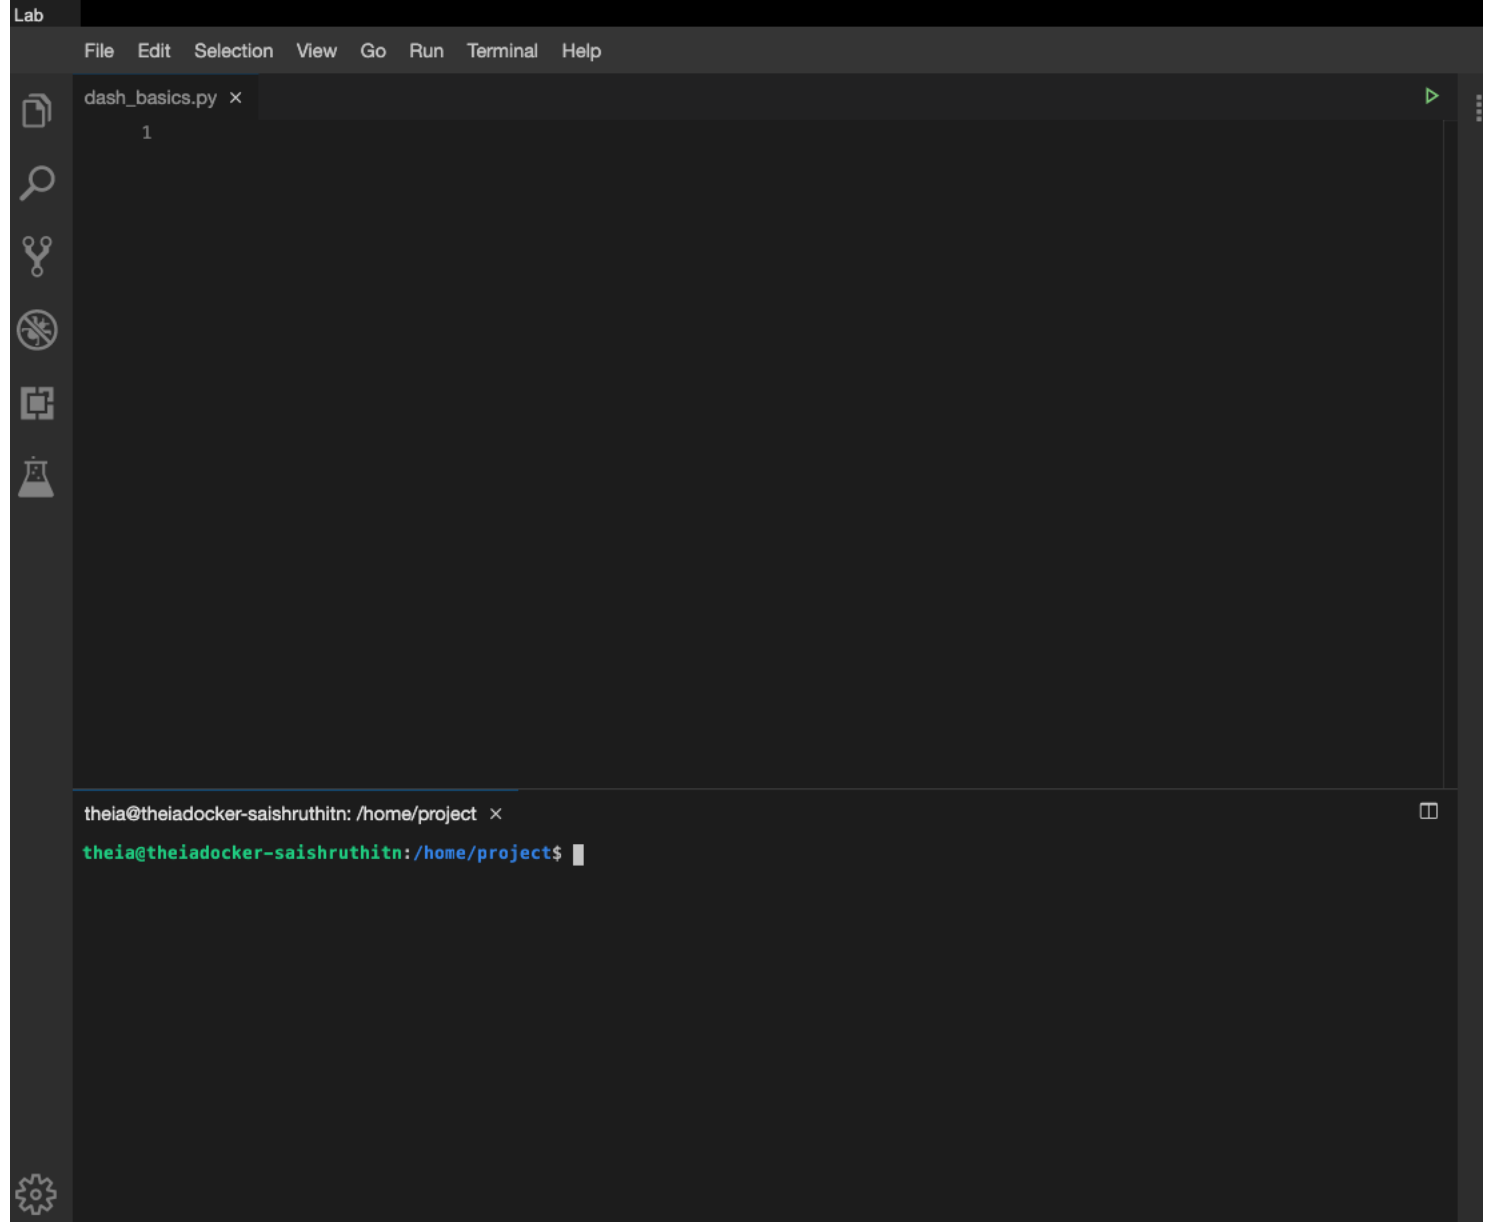 Lab
File Edit Selection View Go Run Terminal Help
dash_basics.py ×
1
theia@theiadocker-saishruthitn: /home/project ×
theia@theiadocker-saishruthitn:/home/project$